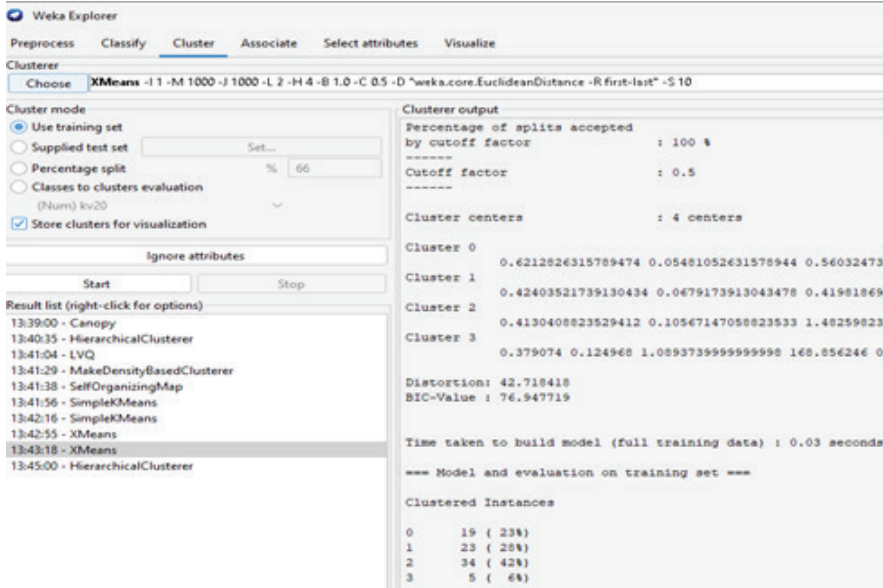 Weka Explorer
Preprocess Classify Cluster Associate Select attributes Visualize
Clusterer
Choose XMeans -I 1 -M 1000 -J 1000 -L 2 -H 4 -B 1.0 -C 0.5 -D "weka.core.EuclideanDistance -R first-last" -S 10
Cluster mode
Use training set
Supplied test set Set...
Percentage split % 66
Classes to clusters evaluation
(Num) kv20
Store clusters for visualization
Ignore attributes
Start Stop
Result list (right-click for options)
13:39:00 - Canopy
13:40:35 - HierarchicalClusterer
13:41:04 - LVQ
13:41:29 - MakeDensityBasedClusterer
13:41:38 - SelfOrganizingMap
13:41:56 - SimpleKMeans
13:42:16 - SimpleKMeans
13:42:55 - XMeans
13:43:18 - XMeans
13:45:00 - HierarchicalClusterer
Clusterer output
Percentage of splits accepted
by cutoff factor : 100 %
------
Cutoff factor : 0.5
------
Cluster centers : 4 centers
Cluster 0
0.6212826315789474 0.05481052631578944 0.56032473
Cluster 1
0.42403521739130434 0.0679173913043478 0.41981869
Cluster 2
0.4130408823529412 0.10567147058823533 1.48259823
Cluster 3
0.379074 0.124968 1.0893739999999998 168.856246 0
Distortion: 42.718418
BIC-Value : 76.947719
Time taken to build model (full training data) : 0.03 seconds
=== Model and evaluation on training set ===
Clustered Instances
0 19 ( 23%)
1 23 ( 28%)
2 34 ( 42%)
3 5 ( 6%)